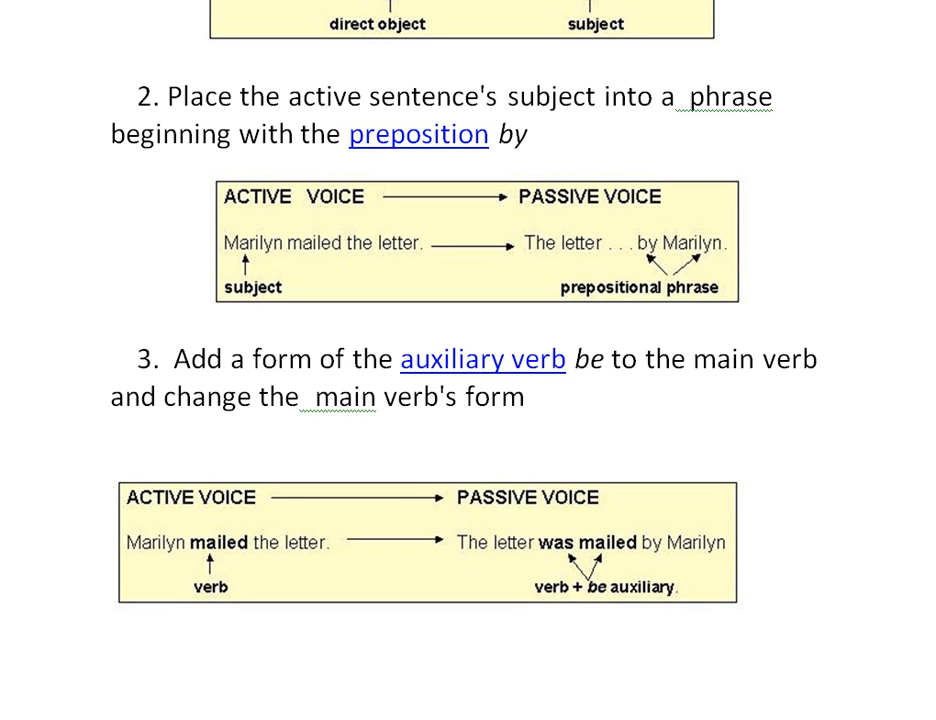 direct object subject
2. Place the active sentence's subject into a phrase
beginning with the preposition by
ACTIVE VOICE PASSIVE VOICE
Marilyn mailed the letter. The letter . . . by Marilyn.
subject prepositional phrase
3. Add a form of the auxiliary verb be to the main verb
and change the main verb's form
ACTIVE VOICE PASSIVE VOICE
Marilyn mailed the letter. The letter was mailed by Marilyn
verb verb + be auxiliary.